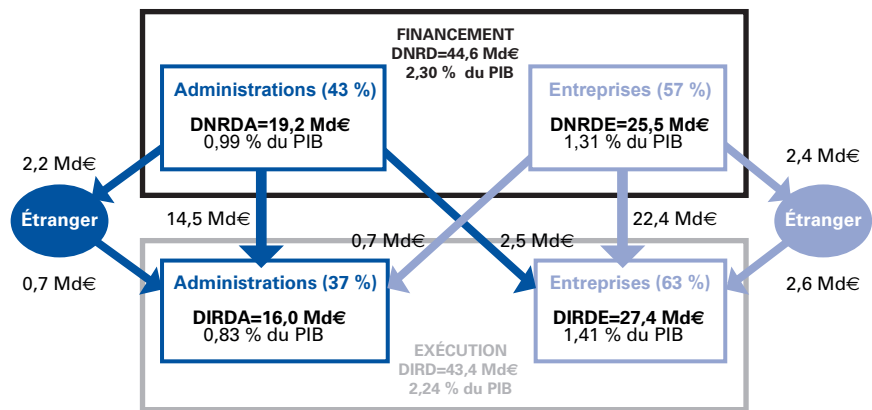 FINANCEMENT
DNRD=44,6 Md€
2,30 % du PIB
Administrations (43 %)
DNRDA=19,2 Md€
0,99 % du PIB
Entreprises (57 %)
DNRDE=25,5 Md€
1,31 % du PIB
2,2 Md€
2,4 Md€
Étranger
14,5 Md€
0,7 Md€
2,5 Md€
22,4 Md€
Étranger
0,7 Md€
2,6 Md€
Administrations (37 %)
DIRDA=16,0 Md€
0,83 % du PIB
Entreprises (63 %)
DIRDE=27,4 Md€
1,41 % du PIB
EXÉCUTION
DIRD=43,4 Md€
2,24 % du PIB